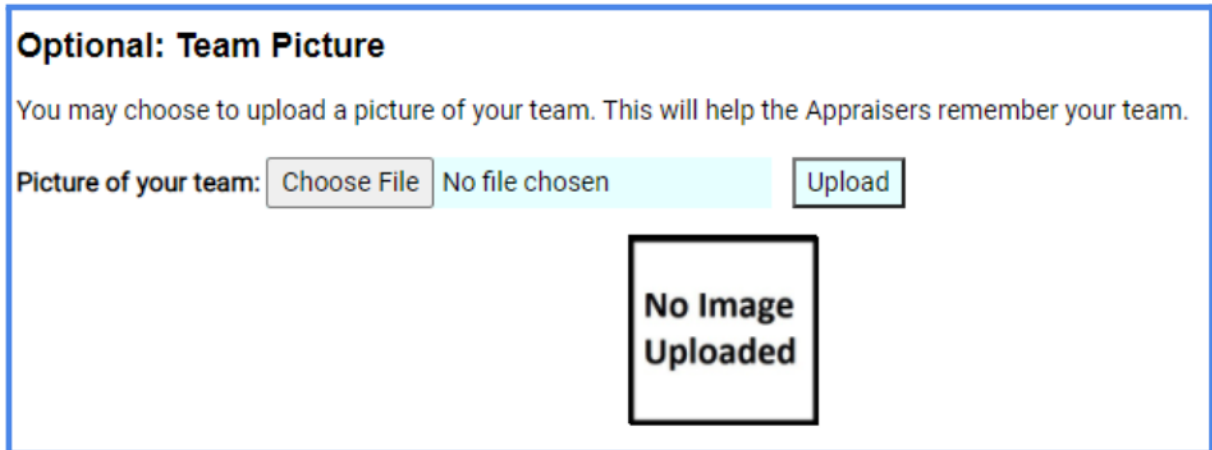 Optional: Team Picture
You may choose to upload a picture of your team. This will help the Appraisers remember your team.
Picture of your team: Choose File No file chosen Upload
No Image
Uploaded